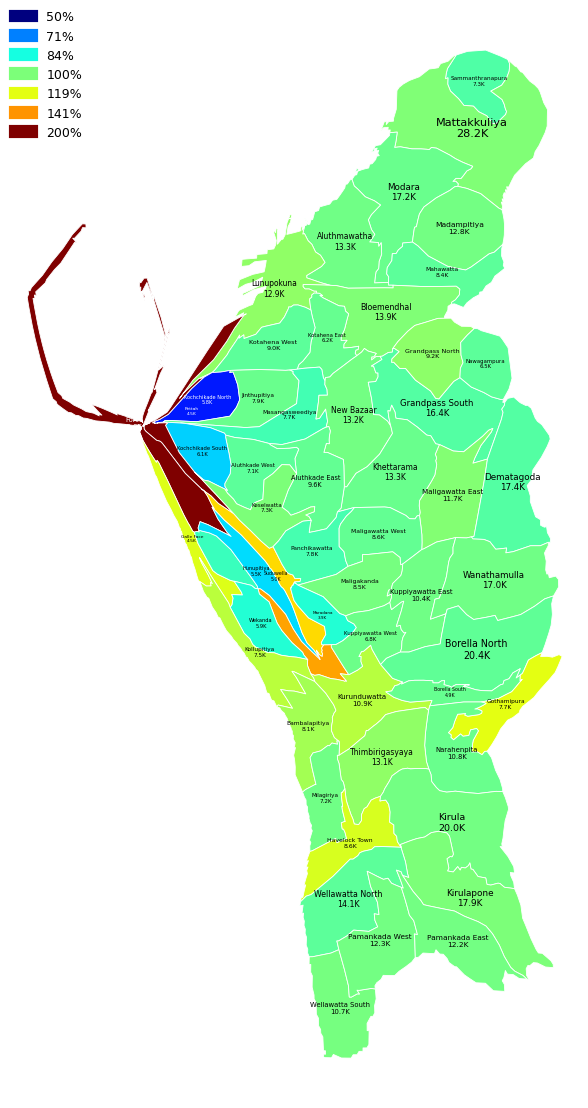 50%
71%
84%
100%
119%
141%
200%
Sammanthranapura
7.3K
Mattakkuliya
28.2K
Modara
17.2K
Madampitiya
12.8K
Aluthmawatha
13.3K
Mahawatta
8.4K
Lunupokuna
12.9K
Bloemendhal
13.9K
Kotahena East
6.2K
Kotahena West
9.0K
Grandpass North
9.2K
Nawagampura
6.5K
Kochchikade North
5.8K
Jinthupitiya
7.9K
Pettah
4.5K
Masangasweediya
7.7K
New Bazaar
13.2K
Grandpass South
16.4K
Kochchikade South
6.1K
Aluthkade West
7.1K
Khettarama
13.3K
Aluthkade East
9.6K
Dematagoda
17.4K
Maligawatta East
11.7K
Keselwatta
7.3K
Maligawatta West
8.6K
Galle Face
4.5K
Panchikawatta
7.8K
Hunupitiya
5.5K
Suduwella
5.0K
Maligakanda
8.5K
Wanathamulla
17.0K
Kuppiyawatta East
10.4K
Maradana
Wekanda
5.9K
Kuppiyawatta West
6.8K
Kollupitiya
7.5K
Borella North
20.4K
Borella South
4.9K
Kurunduwatta
10.9K
Gothamipura
7.7K
Bambalapitiya
8.1K
Thimbirigasyaya
13.1K
Narahenpita
10.8K
Milagiriya
7.2K
Kirula
20.0K
Havelock Town
8.6K
Wellawatta North
14.1K
Kirulapone
17.9K
Pamankada West
12.3K
Pamankada East
12.2K
Wellawatta South
10.7K